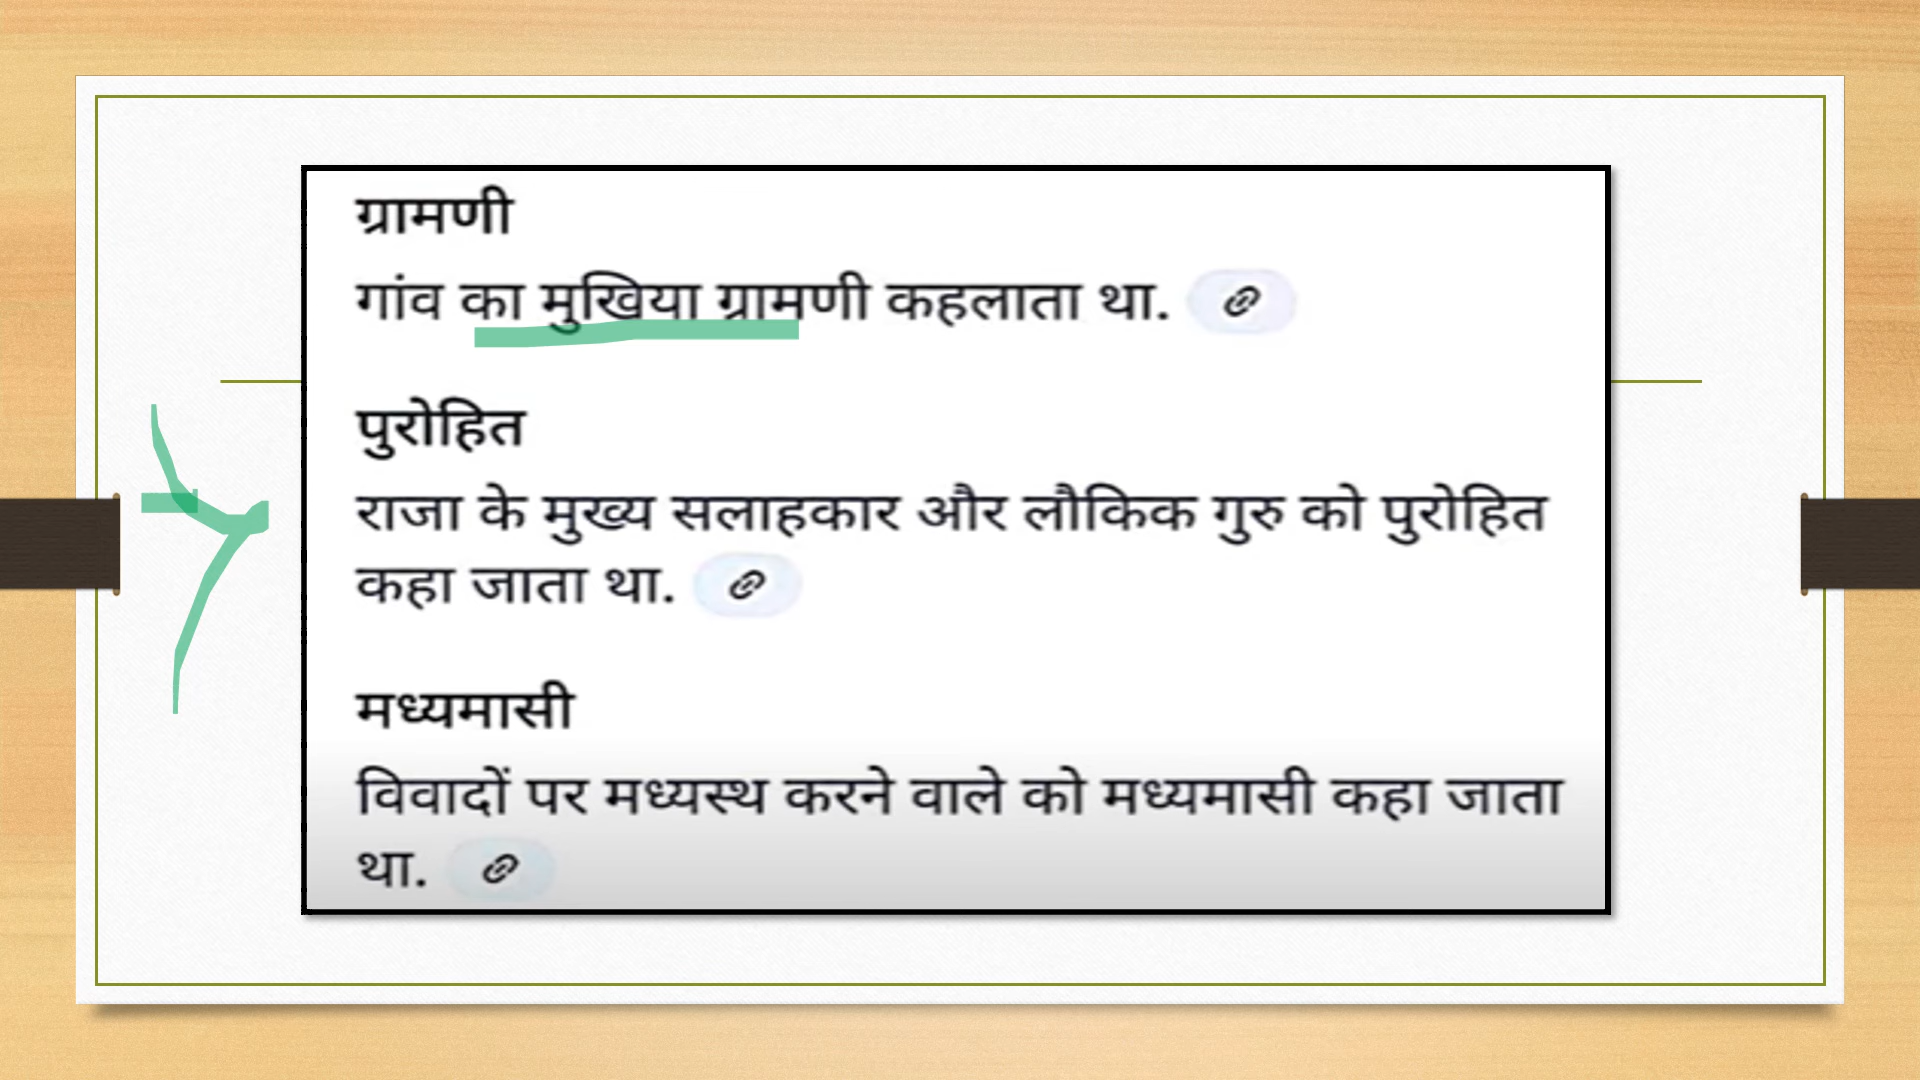 ग्रामणी
गांव का मुखिया ग्रामणी कहलाता था.
पुरोहित
राजा के मुख्य सलाहकार और लौकिक गुरु को पुरोहित
कहा जाता था.
मध्यमासी
विवादों पर मध्यस्थ करने वाले को मध्यमासी कहा जाता
था.